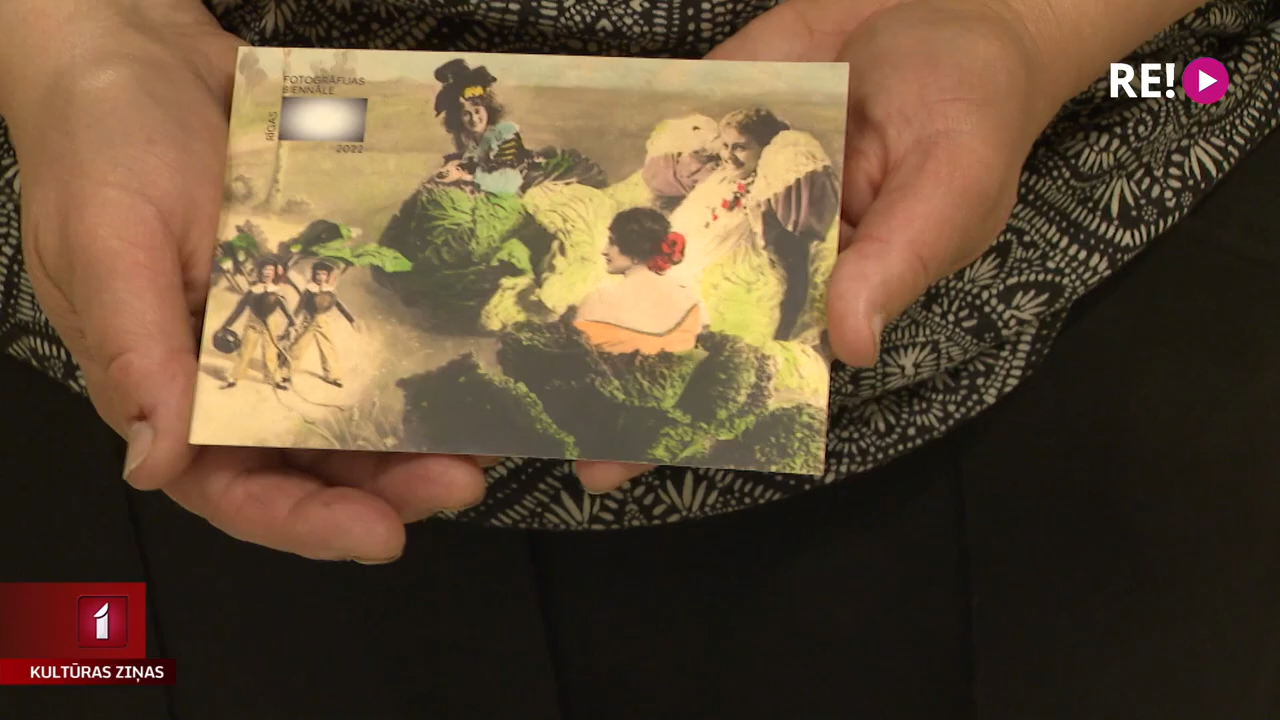 FOTOGRĀFIJAS
BIENNĀLE
RĪGAS
2022
RE!
1
KULTŪRAS ZIŅAS